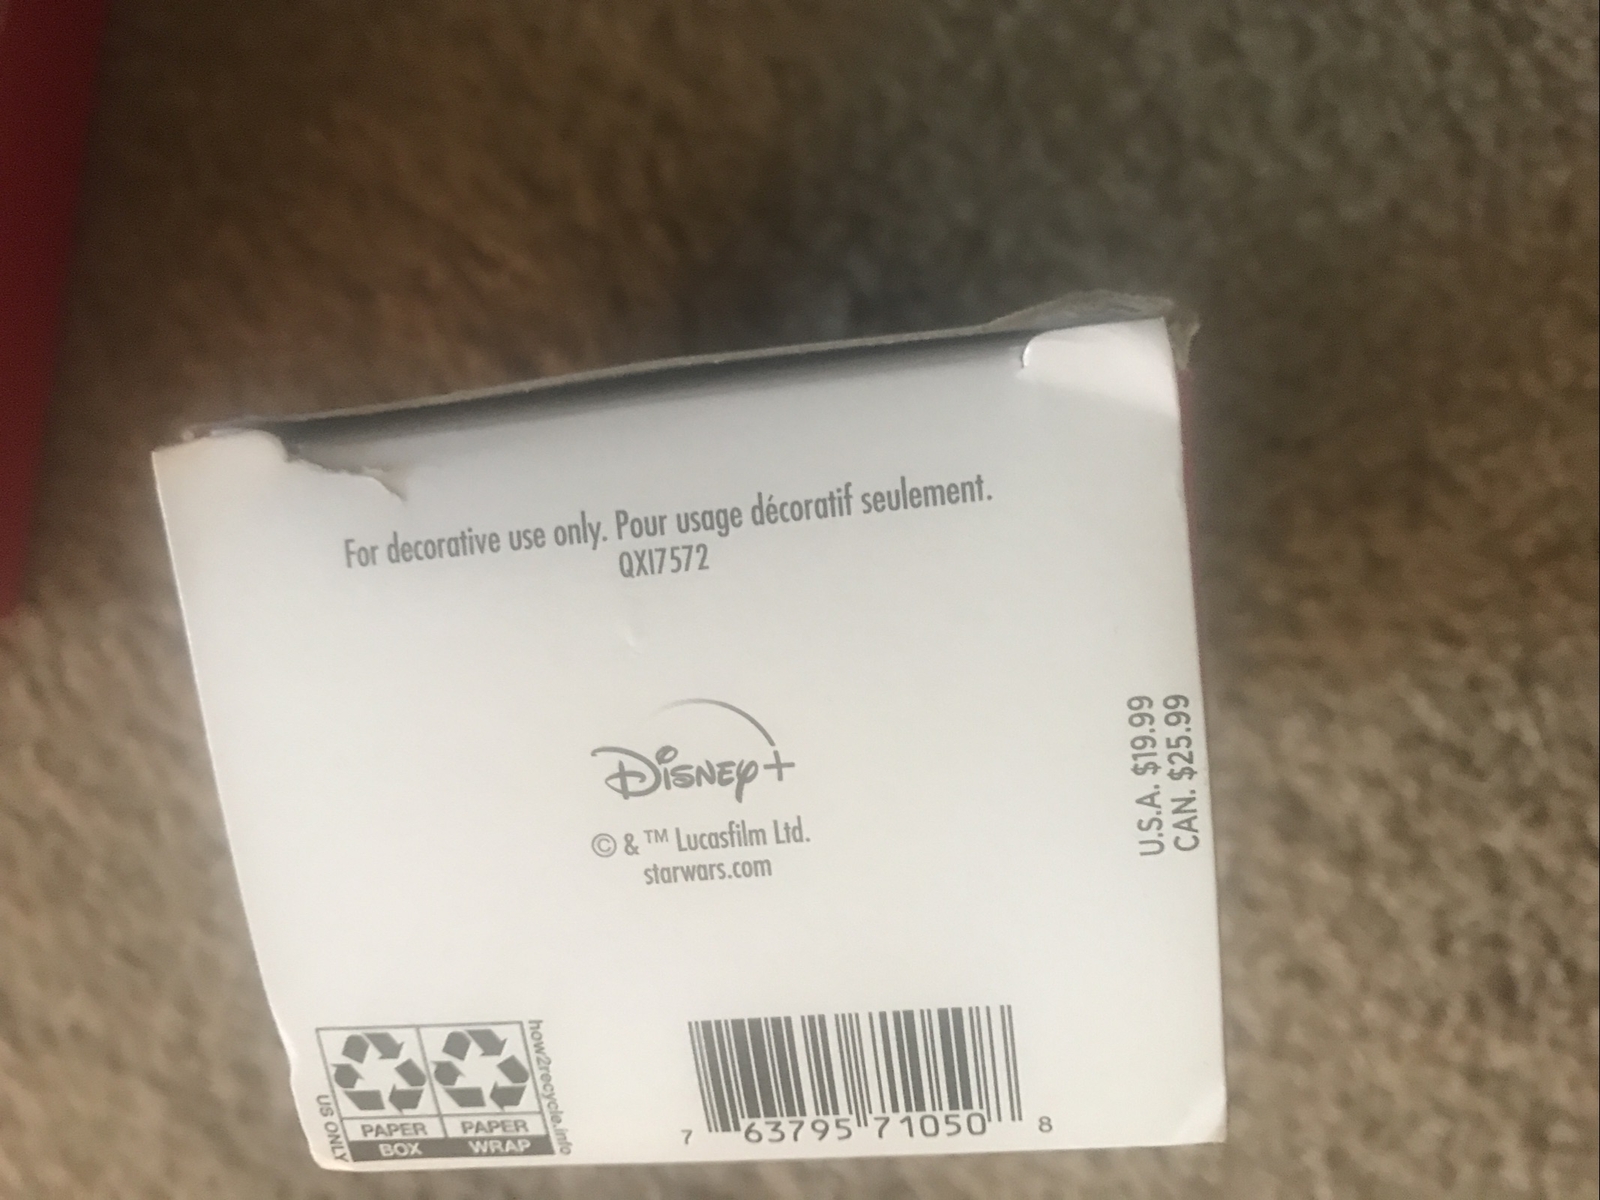 For decorative use only. Pour usage décoratif seulement.
QXI7572
Disney+
© & ™ Lucasfilm Ltd.
starwars.com
U.S.A. $19.99
CAN. $25.99
how2recycle.info
US ONLY
PAPER PAPER
BOX WRAP
7 63795 71050 8